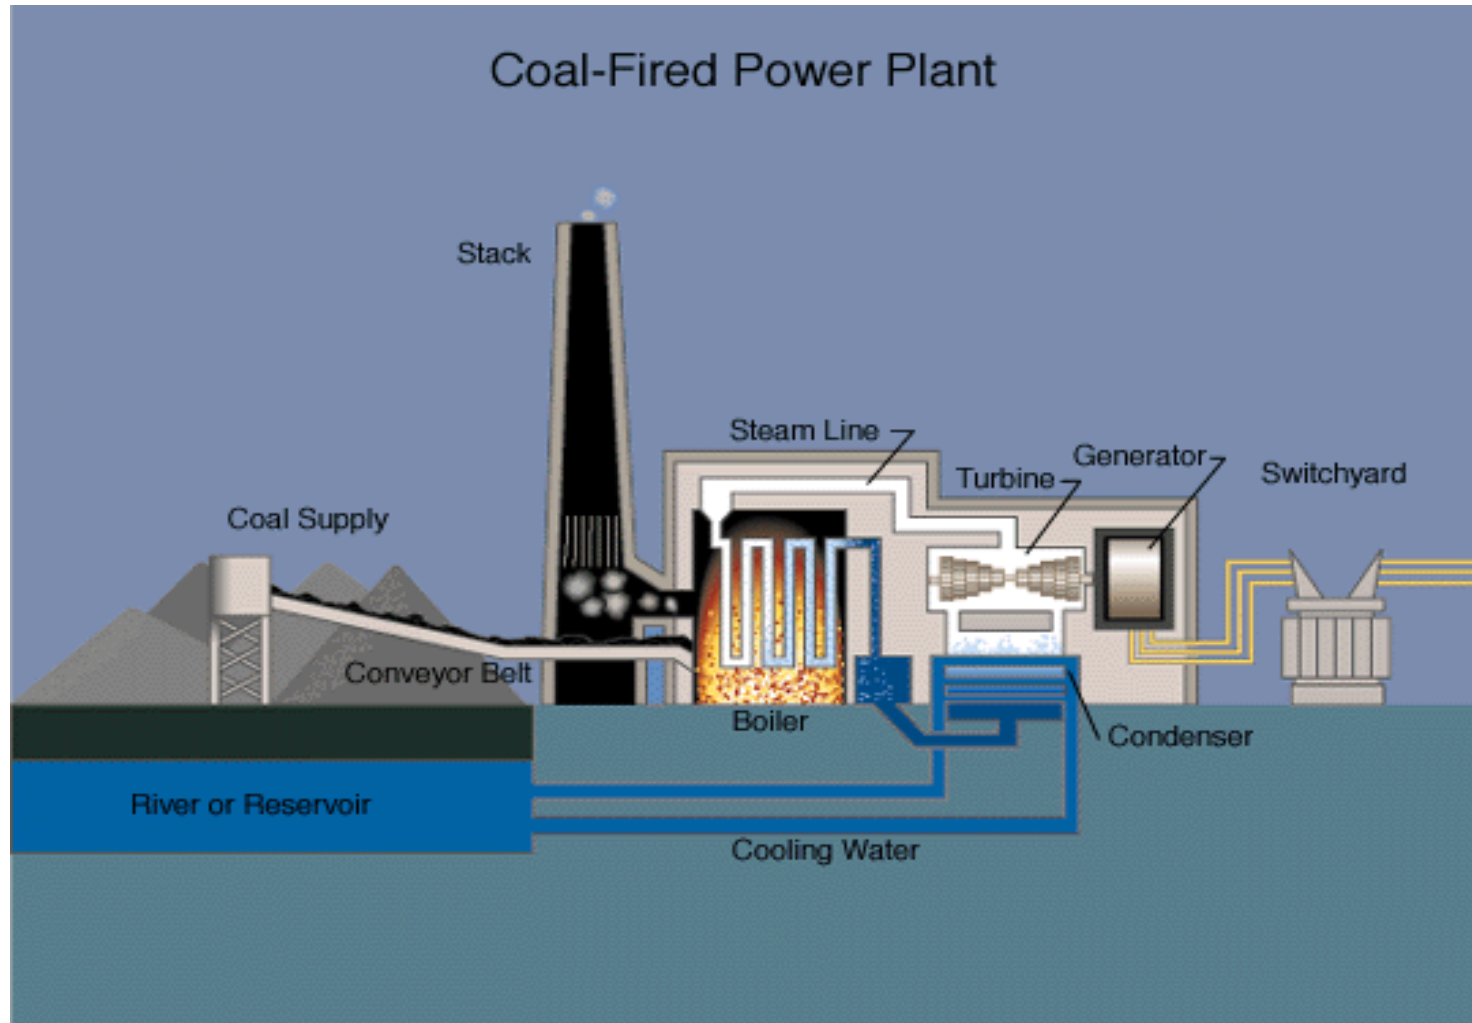 Coal-Fired Power Plant
Stack
Steam Line
Generator
Turbine
Switchyard
Coal Supply
Conveyor Belt
Boiler
Condenser
River or Reservoir
Cooling Water